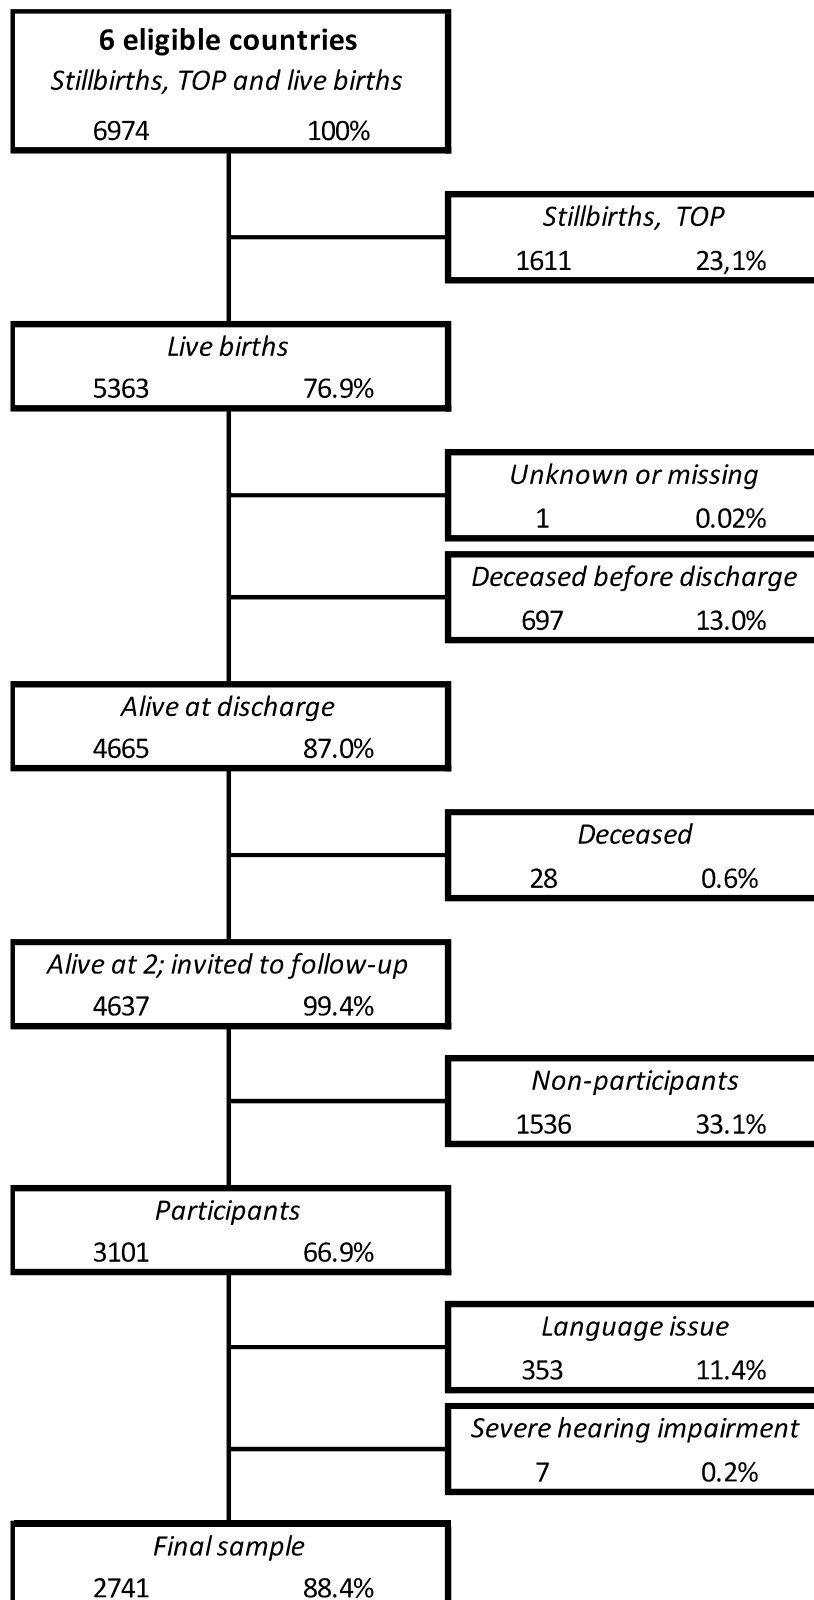 6 eligible countries
Stillbirths, TOP and live births
6974 100%
Stillbirths, TOP
1611 23,1%
Live births
5363 76.9%
Unknown or missing
1 0.02%
Deceased before discharge
697 13.0%
Alive at discharge
4665 87.0%
Deceased
28 0.6%
Alive at 2; invited to follow-up
4637 99.4%
Non-participants
1536 33.1%
Participants
3101 66.9%
Language issue
353 11.4%
Severe hearing impairment
7 0.2%
Final sample
2741 88.4%